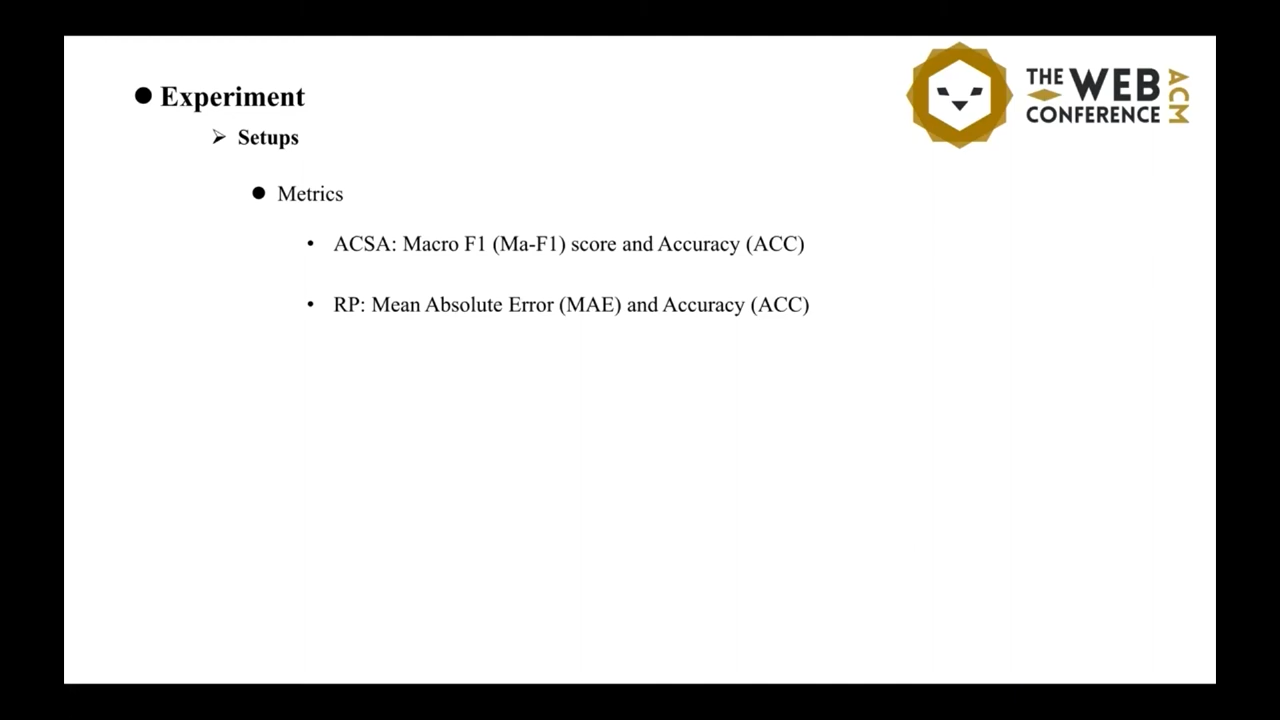 Experiment
Setups
Metrics
ACSA: Macro F1 (Ma-F1) score and Accuracy (ACC)
RP: Mean Absolute Error (MAE) and Accuracy (ACC)
THE WEB
CONFERENCE
ACM